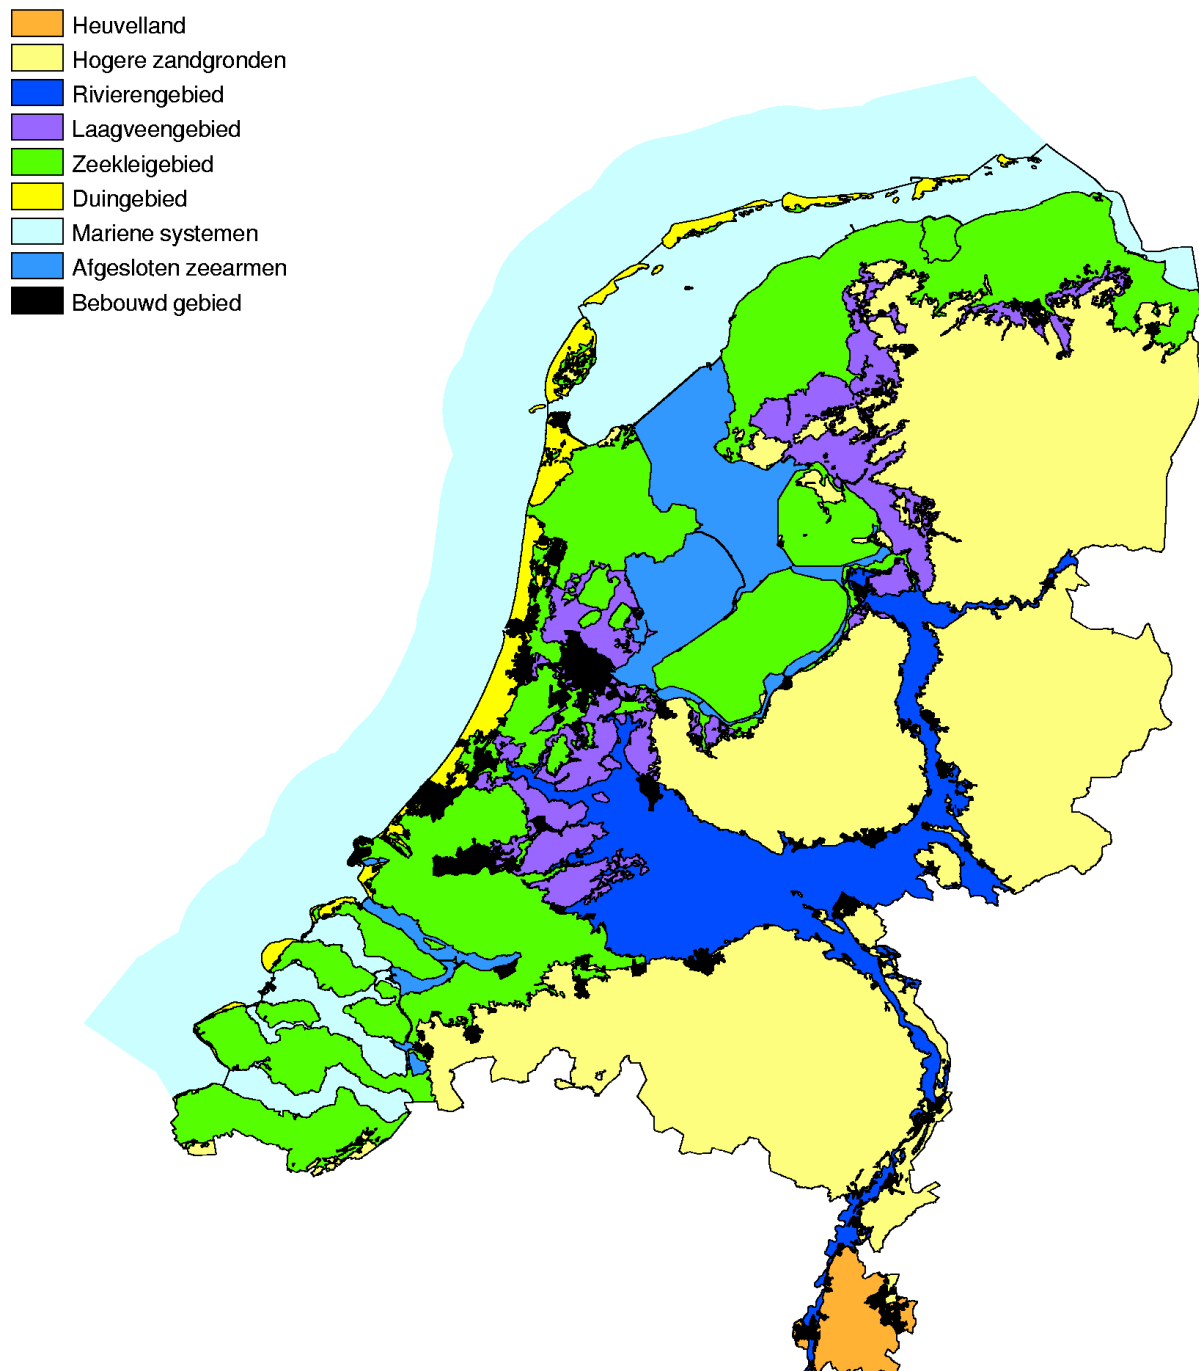 Heuvelland
Hogere zandgronden
Rivierengebied
Laagveengebied
Zeekleigebied
Duingebied
Mariene systemen
Afgesloten zeearmen
Bebouwd gebied